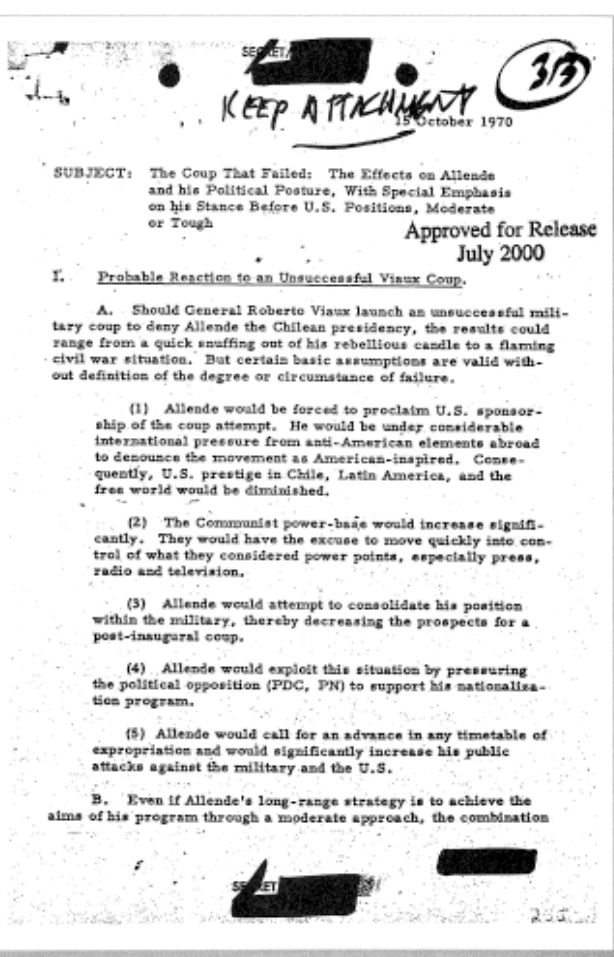 SECRET
313
KEEP ATTACHMENT
15 October 1970
SUBJECT: The Coup That Failed: The Effects on Allende
and his Political Posture, With Special Emphasis
on his Stance Before U.S. Positions, Moderate
or Tough
Approved for Release
July 2000
I. Probable Reaction to an Unsuccessful Viaux Coup.
A. Should General Roberto Viaux launch an unsuccessful mili-
tary coup to deny Allende the Chilean presidency, the results could
range from a quick snuffing out of his rebellious candle to a flaming
civil war situation. But certain basic assumptions are valid with-
out definition of the degree or circumstance of failure.
(1) Allende would be forced to proclaim U.S. sponsor-
ship of the coup attempt. He would be under considerable
international pressure from anti-American elements abroad
to denounce the movement as American-inspired. Conse-
quently, U.S. prestige in Chile, Latin America, and the
free world would be diminished.
(2) The Communist power-base would increase signifi-
cantly. They would have the excuse to move quickly into con-
trol of what they considered power points, especially press,
radio and television.
(3) Allende would attempt to consolidate his position
within the military, thereby decreasing the prospects for a
post-inaugural coup.
(4) Allende would exploit this situation by pressuring
the political opposition (PDC, PN) to support his nationaliza-
tion program.
(5) Allende would call for an advance in any timetable of
expropriation and would significantly increase his public
attacks against the military and the U.S.
B. Even if Allende's long-range strategy is to achieve the
aims of his program through a moderate approach, the combination